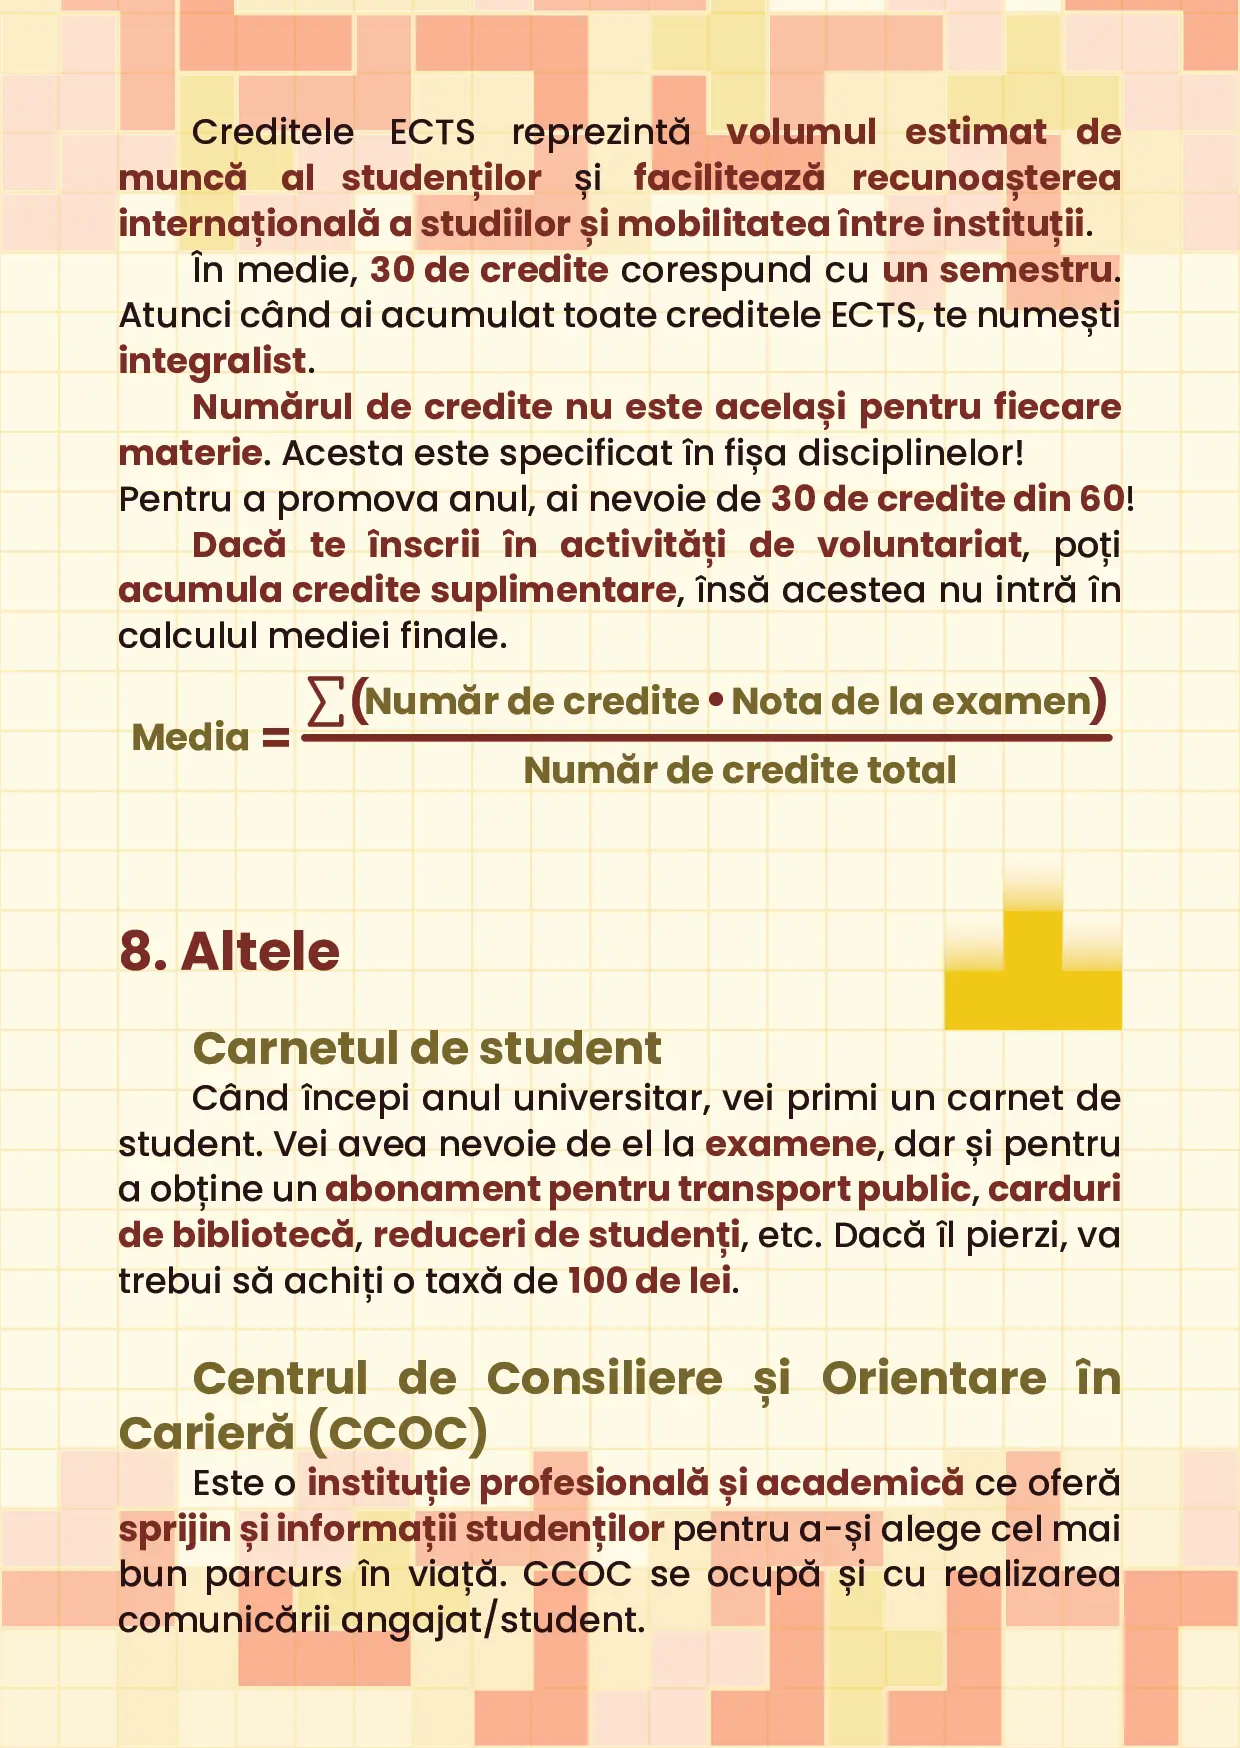 Creditele ECTS reprezintă volumul estimat de
muncă al studenților și facilitează recunoașterea
internațională a studiilor și mobilitatea între instituții.
În medie, 30 de credite corespund cu un semestru.
Atunci când ai acumulat toate creditele ECTS, te numești
integralist.
Numărul de credite nu este același pentru fiecare
materie. Acesta este specificat în fișa disciplinelor!
Pentru a promova anul, ai nevoie de 30 de credite din 60!
Dacă te înscrii în activități de voluntariat, poți
acumula credite suplimentare, însă acestea nu intră în
calculul mediei finale.
∑(Număr de credite • Nota de la examen)
Media =
Număr de credite total
8. Altele
Carnetul de student
Când începi anul universitar, vei primi un carnet de
student. Vei avea nevoie de el la examene, dar și pentru
a obține un abonament pentru transport public, carduri
de bibliotecă, reduceri de studenți, etc. Dacă îl pierzi, va
trebui să achiți o taxă de 100 de lei.
Centrul de Consiliere și Orientare în
Carieră (CCOC)
Este o instituție profesională și academică ce oferă
sprijin și informații studenților pentru a-și alege cel mai
bun parcurs în viață. CCOC se ocupă și cu realizarea
comunicării angajat/student.